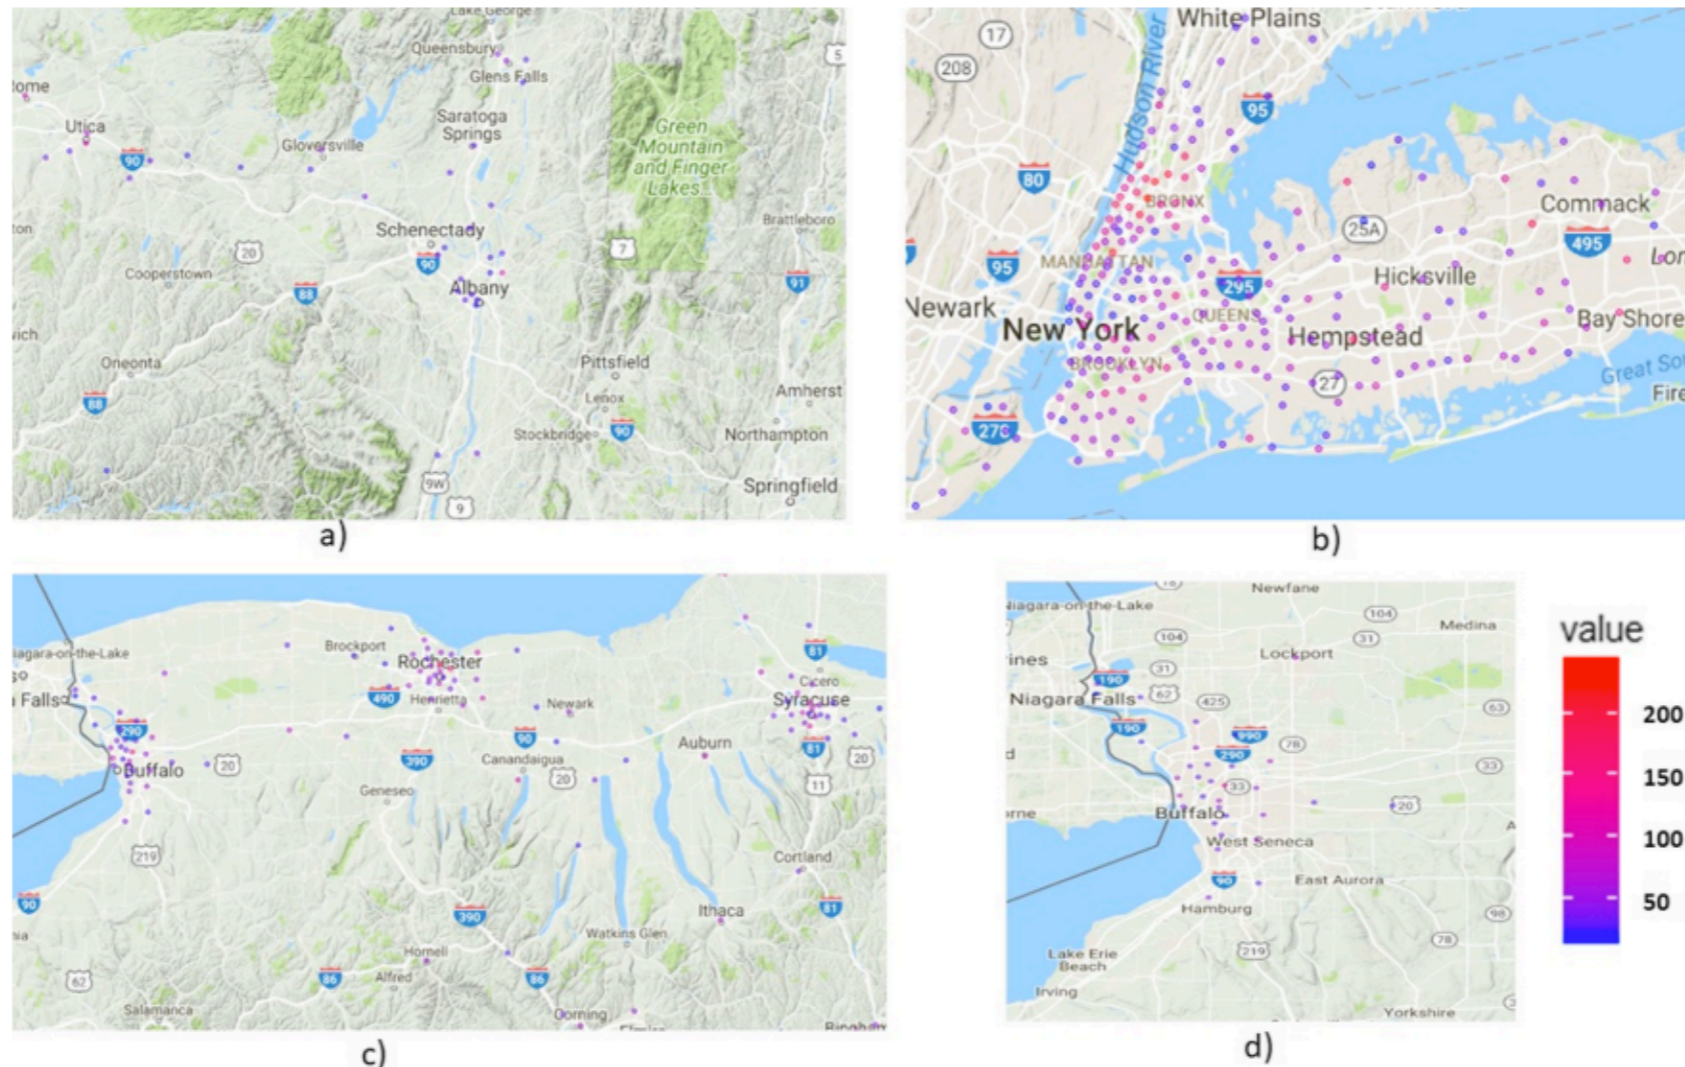 Lake George
Queensbury
Glens Falls
5
Utica
Saratoga
Springs
Gloversville
90
Green
Mountain
and Finger
Lakes...
Schenectady
20
7
Brattleboro
90
Cooperstown
88
Albany
91
Oneonta
Pittsfield
88
Lenox
Amherst
Stockbridge
90
Northampton
9W
Springfield
9
a)
White Plains
17
208
Hudson River
95
80
BRONX
Commack
25A
495
95
MANHATTAN
Hicksville
295
Newark
New York
QUEENS
Hempstead
Bay Shore
BROOKLYN
27
Great So
Fire
278
b)
Brockport
81
iagara-on-the-Lake
Rochester
Cicero
Falls
490
Henrietta
Newark
Syracuse
290
90
Auburn
81
390
Canandaigua
20
20
Buffalo
20
11
Geneseo
219
Cortland
90
390
Ithaca
81
Watkins Glen
Hornell
86
Alfred
86
62
Salamanca
Corning
c)
Newfane
Niagara-on-the-Lake
104
104
31
Medina
31
Lockport
190
62
Niagara Falls
425
63
190
990
290
78
33
33
Buffalo
20
West Seneca
90
East Aurora
Hamburg
98
219
78
Lake Erie
Beach
Irving
Yorkshire
d)
value
200
150
100
50